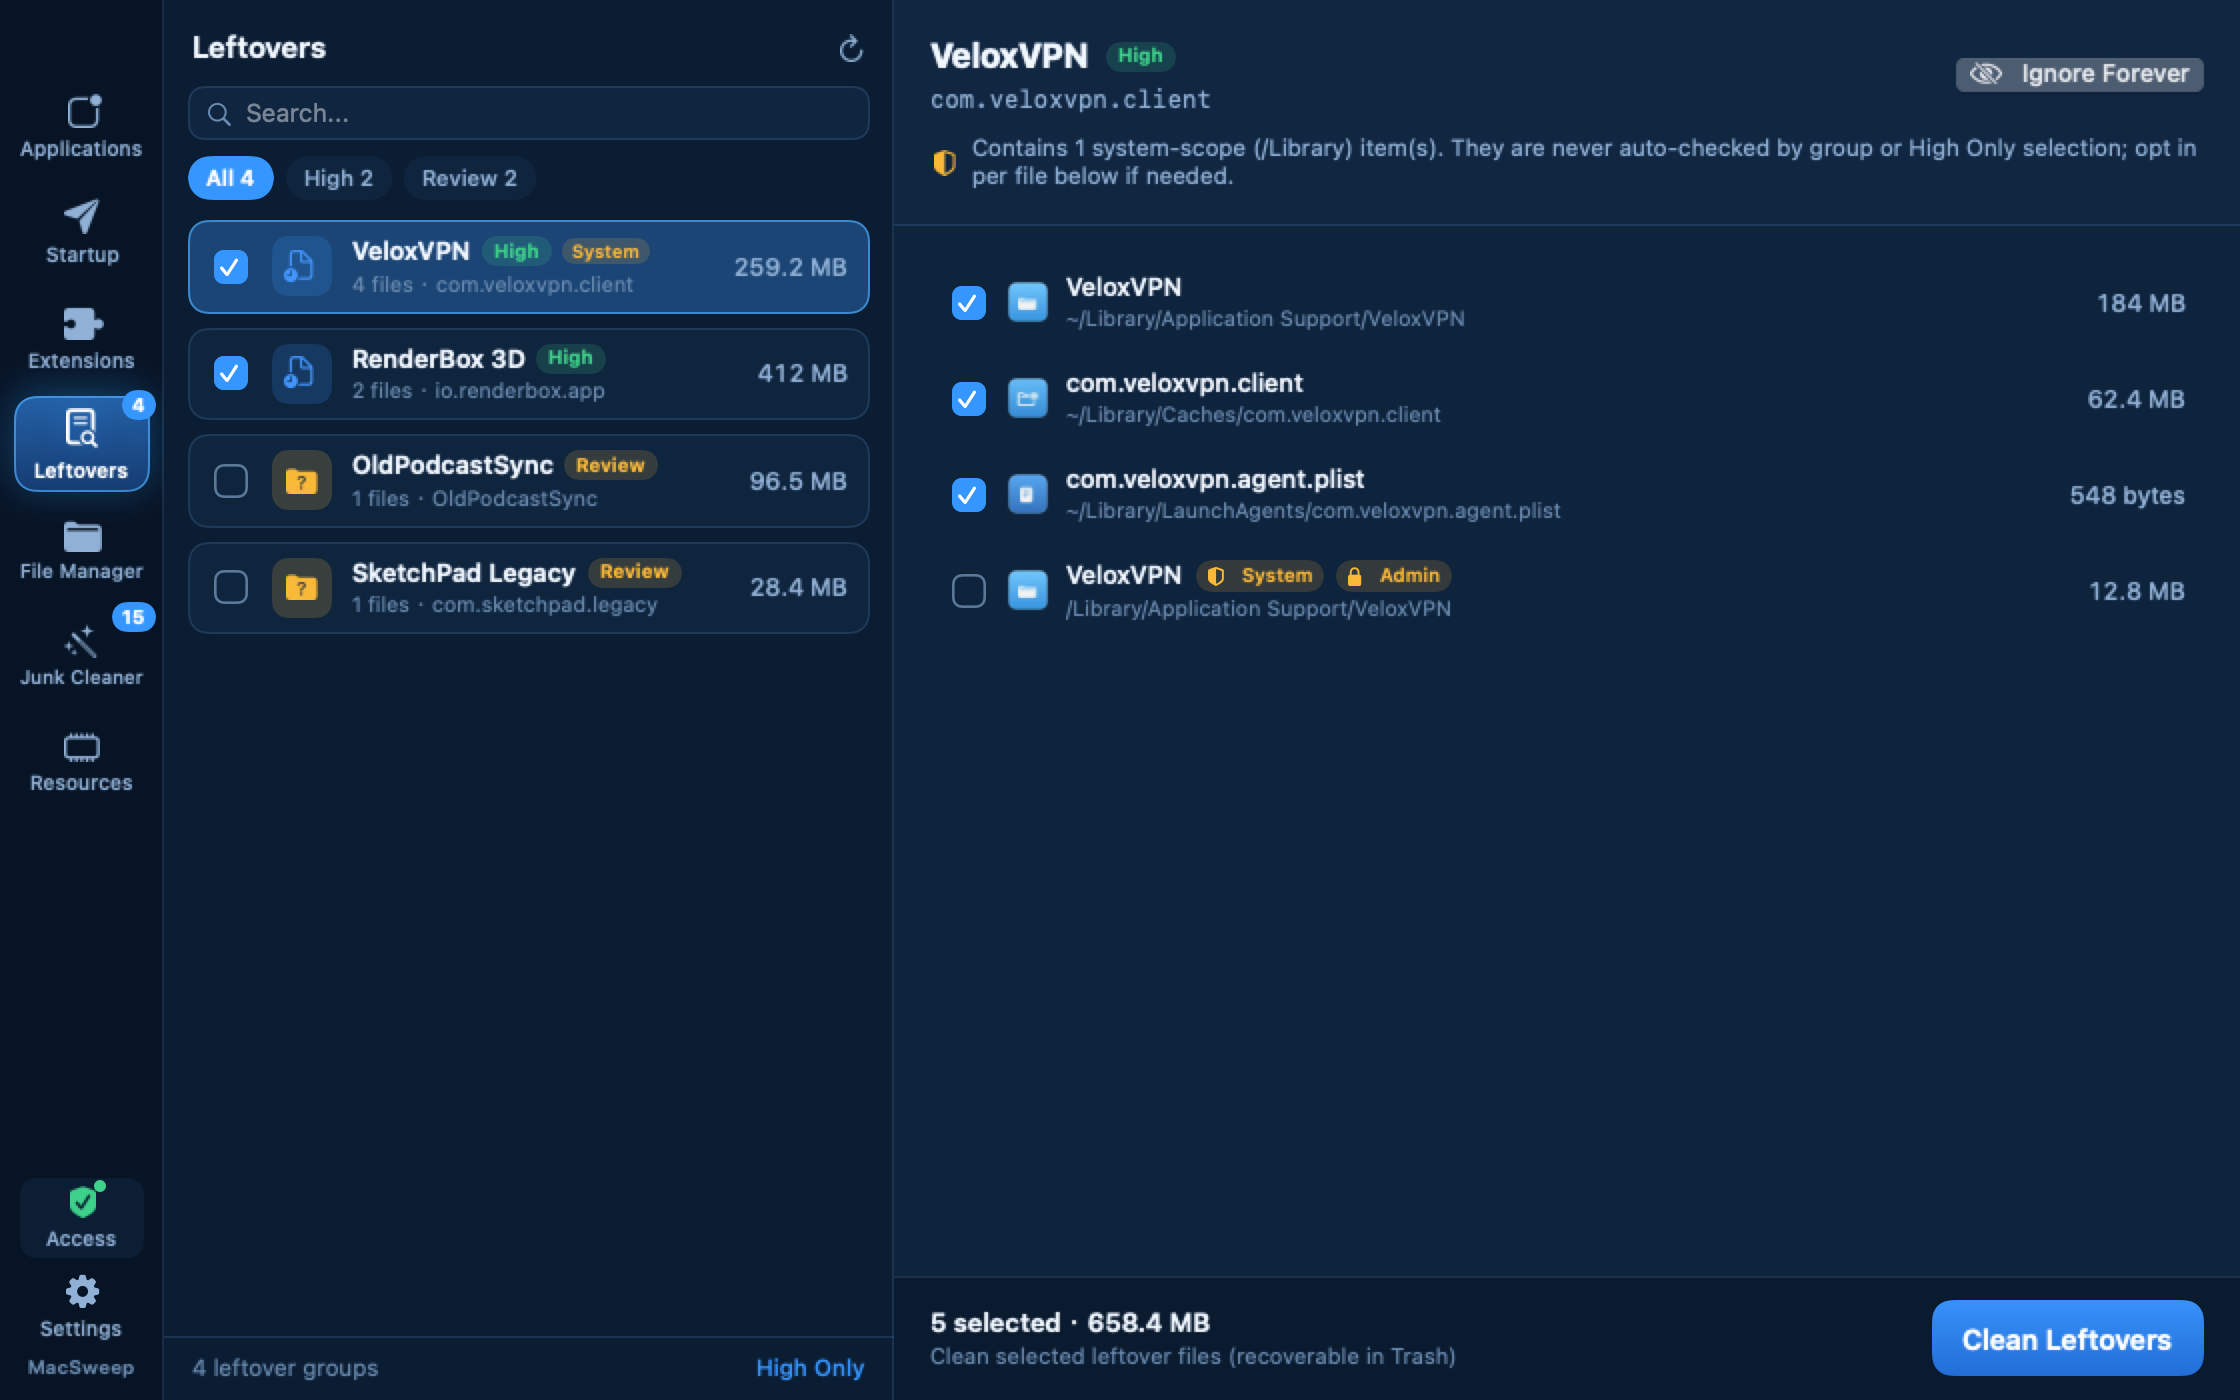 Applications
Startup
Extensions
4
Leftovers
File Manager
15
Junk Cleaner
Resources
Access
Settings
MacSweep
Leftovers
Search...
All 4
High 2
Review 2
VeloxVPN High System
4 files · com.veloxvpn.client
259.2 MB
RenderBox 3D High
2 files · io.renderbox.app
412 MB
OldPodcastSync Review
1 files · OldPodcastSync
96.5 MB
SketchPad Legacy Review
1 files · com.sketchpad.legacy
28.4 MB
4 leftover groups
High Only
VeloxVPN High
com.veloxvpn.client
Ignore Forever
Contains 1 system-scope (/Library) item(s). They are never auto-checked by group or High Only selection; opt in
per file below if needed.
VeloxVPN
~/Library/Application Support/VeloxVPN
184 MB
com.veloxvpn.client
~/Library/Caches/com.veloxvpn.client
62.4 MB
com.veloxvpn.agent.plist
~/Library/LaunchAgents/com.veloxvpn.agent.plist
548 bytes
VeloxVPN System Admin
/Library/Application Support/VeloxVPN
12.8 MB
5 selected · 658.4 MB
Clean selected leftover files (recoverable in Trash)
Clean Leftovers